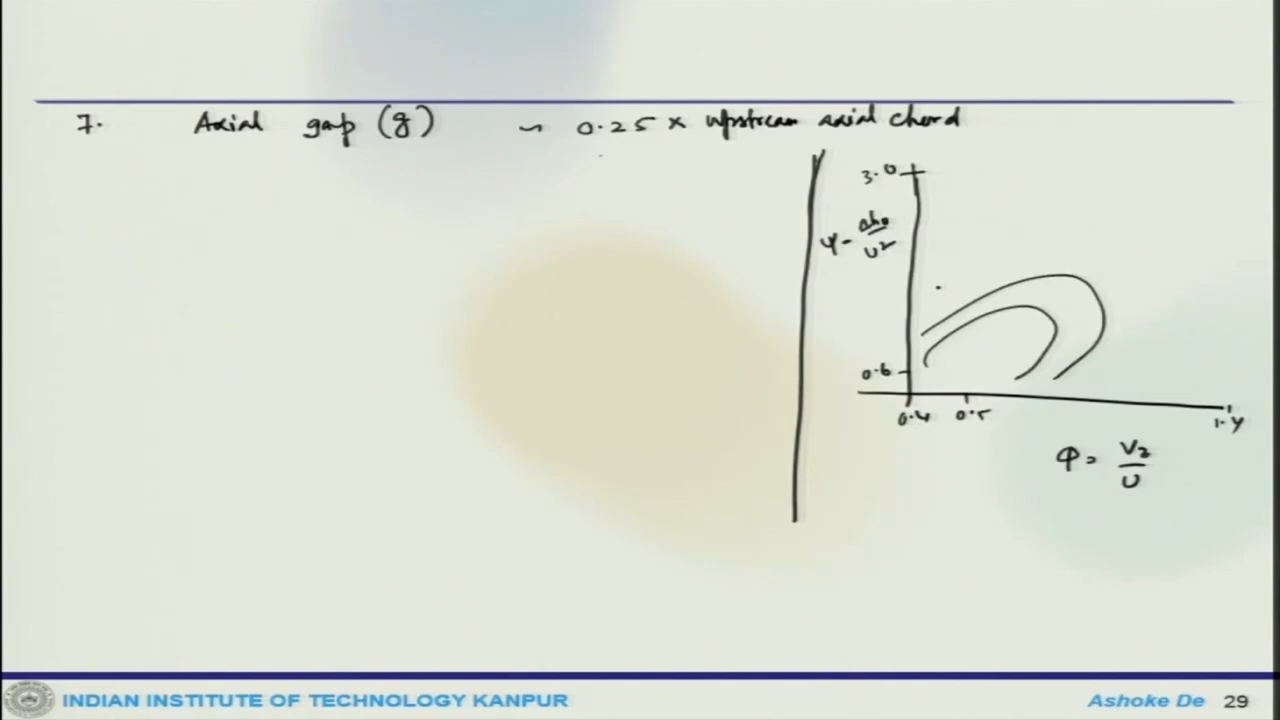 7. Axial gap (g) ~ 0.25 × upstream axial chord
3.0
ψ = Δh₀/U²
0.6
0.4 0.5 1.4
φ = Vz/U
INDIAN INSTITUTE OF TECHNOLOGY KANPUR
Ashoke De 29